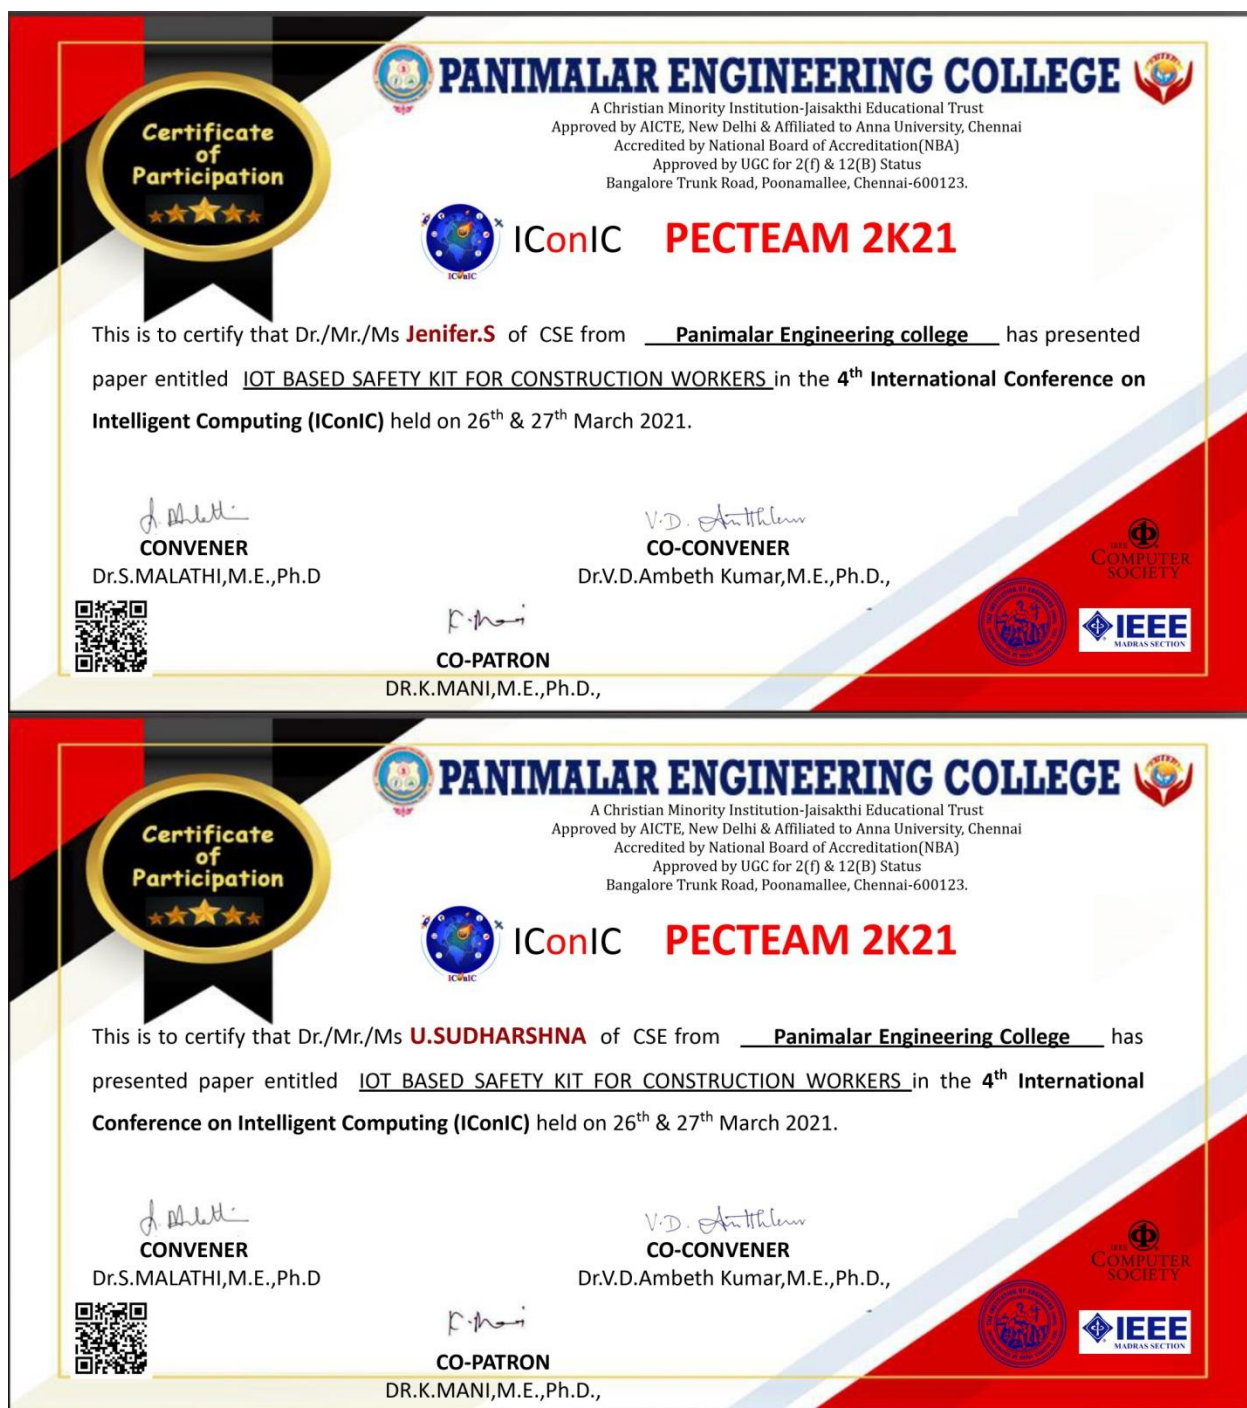 Certificate
of
Participation
PANIMALAR ENGINEERING COLLEGE
A Christian Minority Institution-Jaisakthi Educational Trust
Approved by AICTE, New Delhi & Affiliated to Anna University, Chennai
Accredited by National Board of Accreditation(NBA)
Approved by UGC for 2(f) & 12(B) Status
Bangalore Trunk Road, Poonamallee, Chennai-600123.
IConIC PECTEAM 2K21
IConIC
This is to certify that Dr./Mr./Ms Jenifer.S of CSE from Panimalar Engineering college has presented
paper entitled IOT BASED SAFETY KIT FOR CONSTRUCTION WORKERS in the 4th International Conference on
Intelligent Computing (IConIC) held on 26th & 27th March 2021.
V.D.
CONVENER CO-CONVENER
Dr.S.MALATHI,M.E.,Ph.D Dr.V.D.Ambeth Kumar,M.E.,Ph.D.,
CO-PATRON
DR.K.MANI,M.E.,Ph.D.,
IEEE
COMPUTER
SOCIETY
IEEE
MADRAS SECTION
Certificate
of
Participation
PANIMALAR ENGINEERING COLLEGE
A Christian Minority Institution-Jaisakthi Educational Trust
Approved by AICTE, New Delhi & Affiliated to Anna University, Chennai
Accredited by National Board of Accreditation(NBA)
Approved by UGC for 2(f) & 12(B) Status
Bangalore Trunk Road, Poonamallee, Chennai-600123.
IConIC PECTEAM 2K21
IConIC
This is to certify that Dr./Mr./Ms U.SUDHARSHNA of CSE from Panimalar Engineering College has
presented paper entitled IOT BASED SAFETY KIT FOR CONSTRUCTION WORKERS in the 4th International
Conference on Intelligent Computing (IConIC) held on 26th & 27th March 2021.
V.D.
CONVENER CO-CONVENER
Dr.S.MALATHI,M.E.,Ph.D Dr.V.D.Ambeth Kumar,M.E.,Ph.D.,
CO-PATRON
DR.K.MANI,M.E.,Ph.D.,
IEEE
COMPUTER
SOCIETY
IEEE
MADRAS SECTION